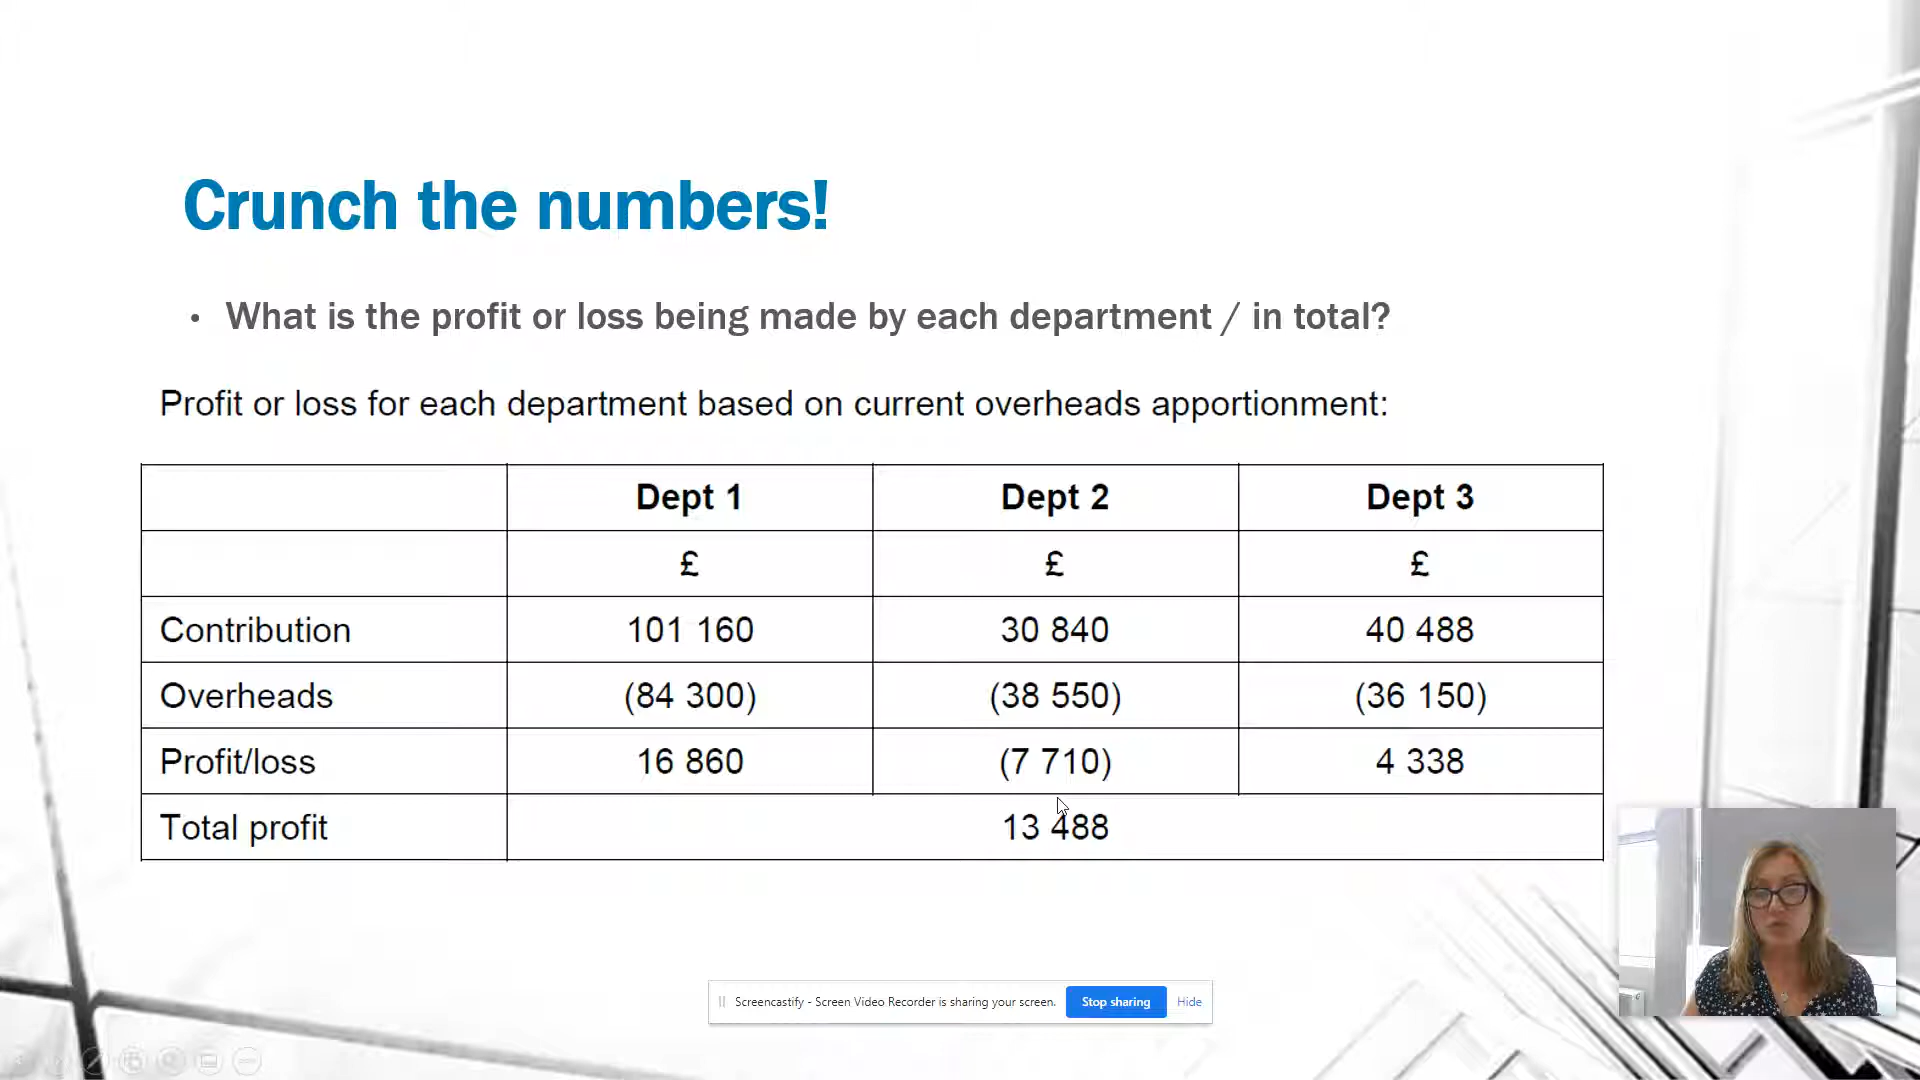 Crunch the numbers!
• What is the profit or loss being made by each department / in total?
Profit or loss for each department based on current overheads apportionment:
Dept 1 Dept 2 Dept 3
£ £ £
Contribution 101 160 30 840 40 488
Overheads (84 300) (38 550) (36 150)
Profit/loss 16 860 (7 710) 4 338
Total profit 13 488
Screencastify - Screen Video Recorder is sharing your screen. Stop sharing Hide